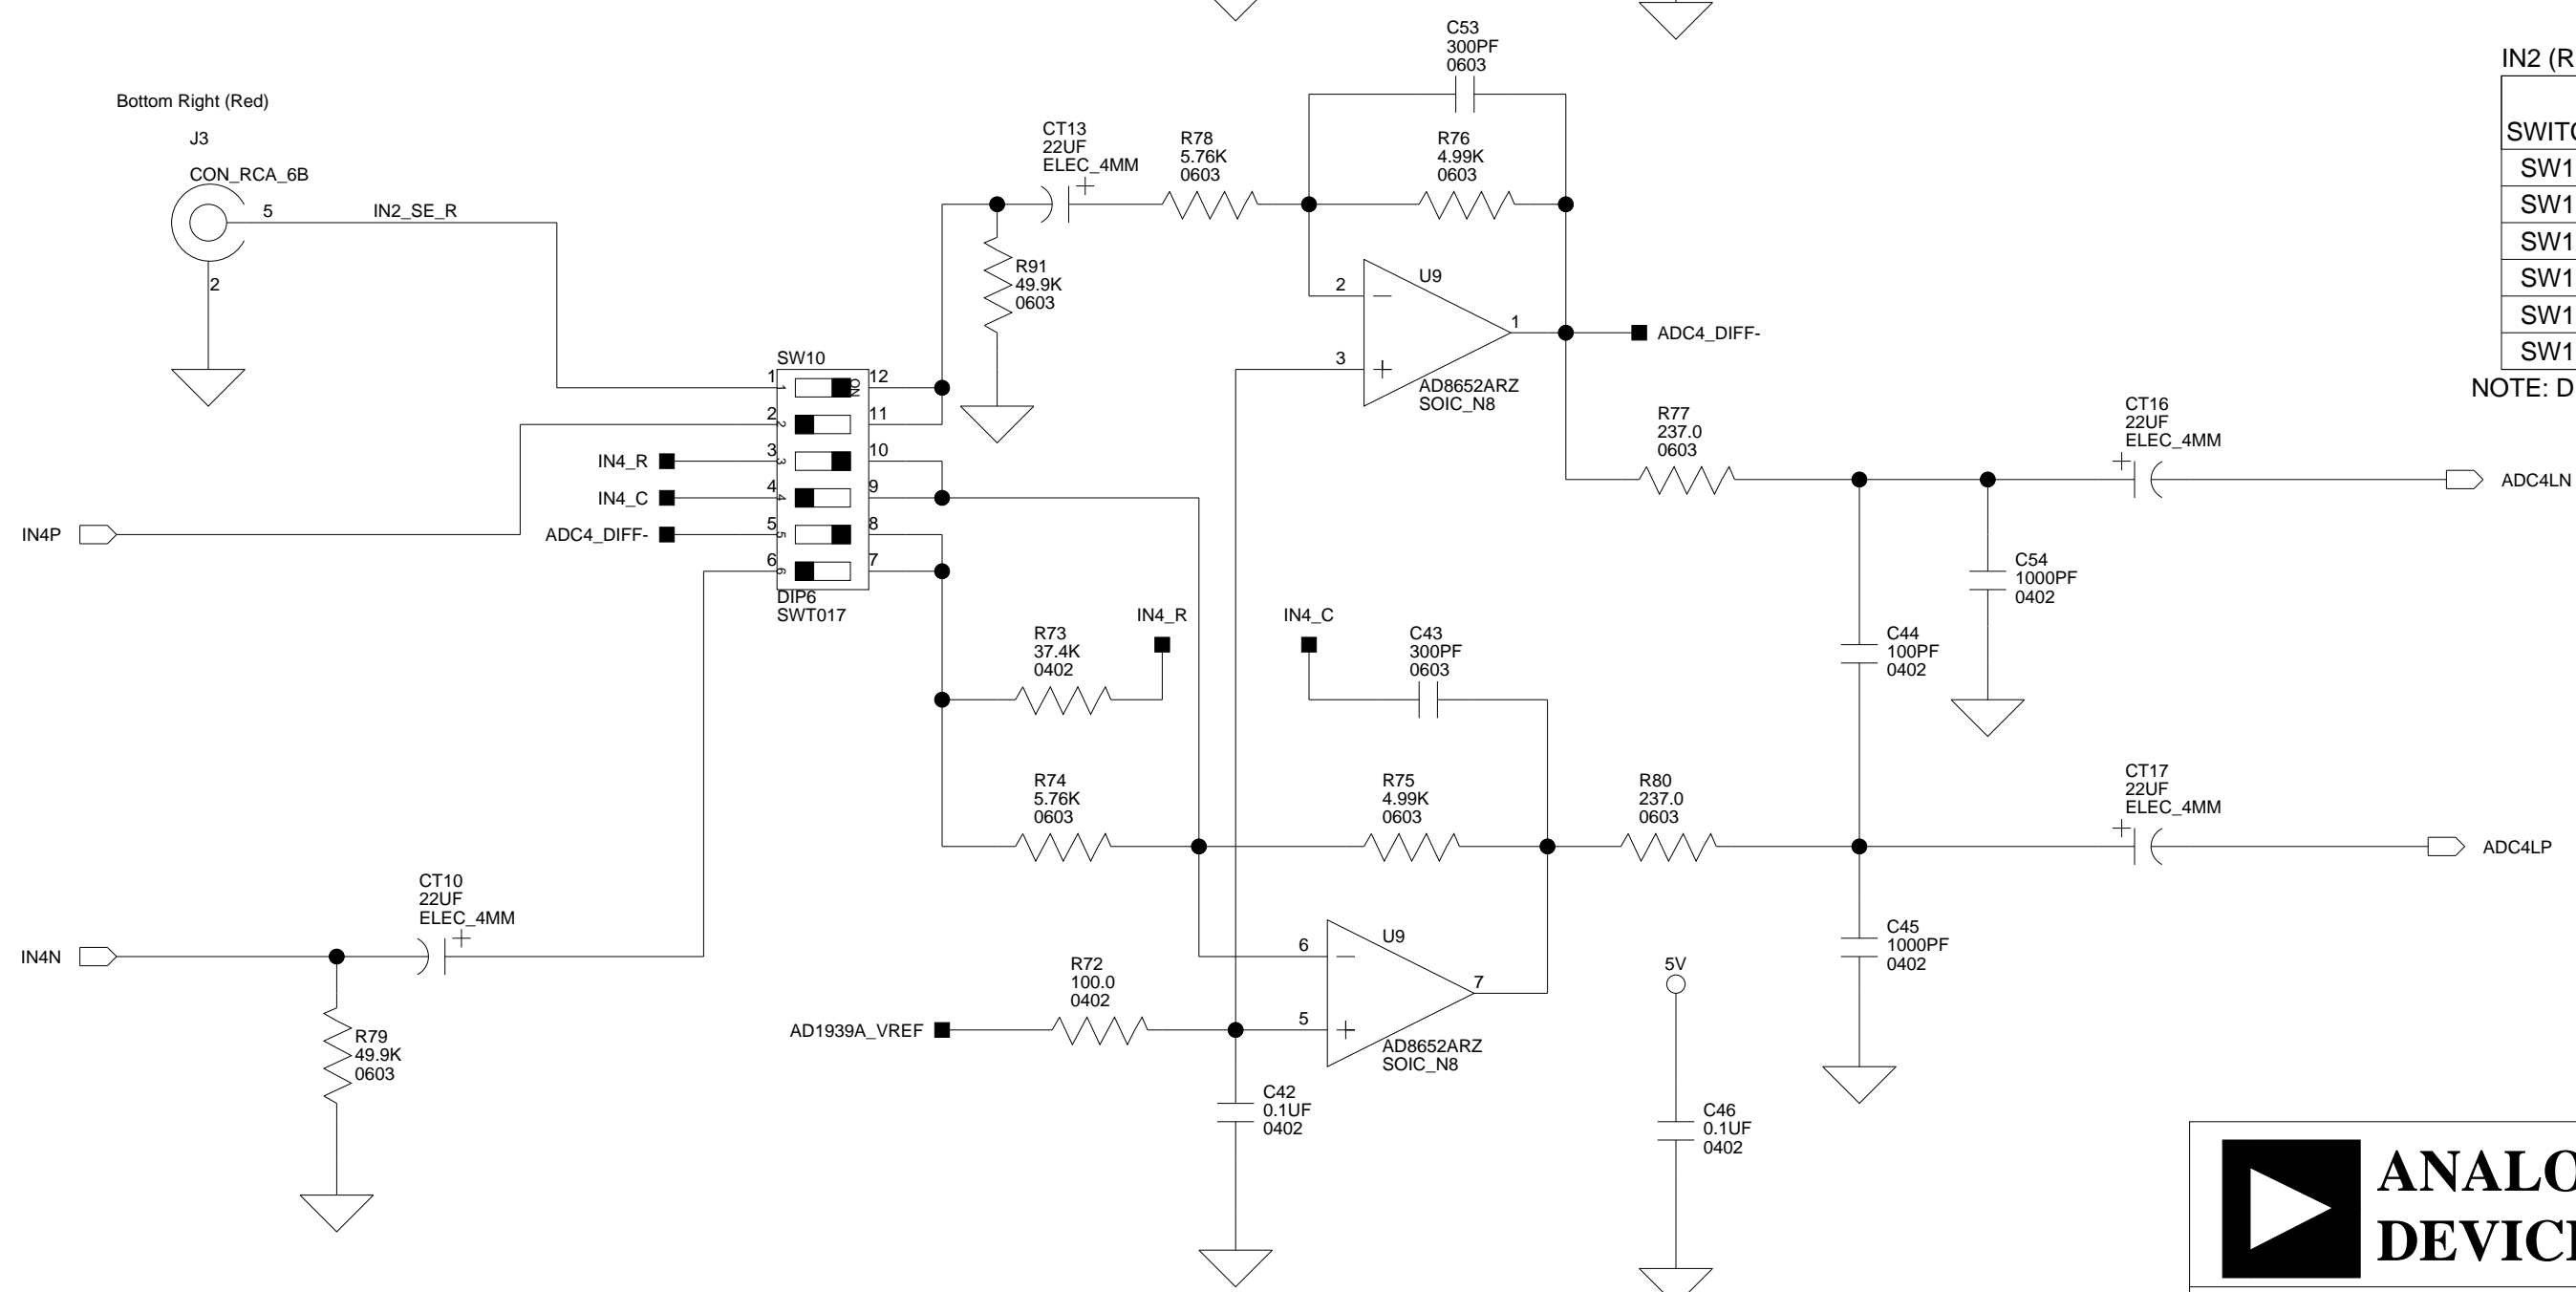 C53
300PF
0603
IN2 (R
Bottom Right (Red)
J3
CON_RCA_6B
5
IN2_SE_R
2
CT13
22UF
ELEC_4MM
+
R78
5.76K
0603
R76
4.99K
0603
SWITC
SW1
SW1
SW1
SW1
SW1
SW1
NOTE: D
R91
49.9K
0603
U9
2
−
3
+
1
ADC4_DIFF-
AD8652ARZ
SOIC_N8
SW10
1
1
ON
12
2
2
11
IN4_R
3
3
10
IN4_C
4
4
9
ADC4_DIFF-
5
5
8
6
6
7
DIP6
SWT017
IN4P
R77
237.0
0603
CT16
22UF
ELEC_4MM
+
ADC4LN
C54
1000PF
0402
C44
100PF
0402
R73
37.4K
0402
IN4_R
IN4_C
C43
300PF
0603
R74
5.76K
0603
R75
4.99K
0603
R80
237.0
0603
CT17
22UF
ELEC_4MM
+
ADC4LP
CT10
22UF
ELEC_4MM
+
IN4N
R79
49.9K
0603
AD1939A_VREF
R72
100.0
0402
U9
6
−
5
+
7
AD8652ARZ
SOIC_N8
C45
1000PF
0402
5V
C42
0.1UF
0402
C46
0.1UF
0402
ANALO
DEVIC